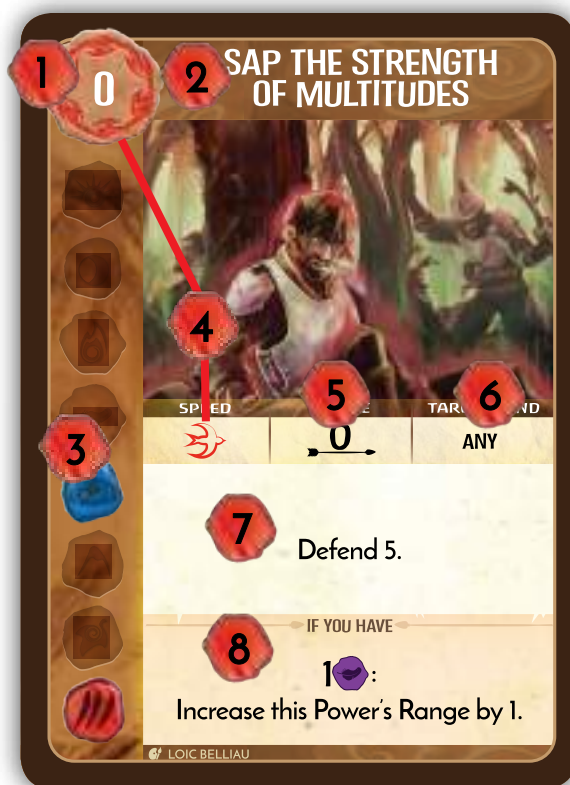 1
0
2
SAP THE STRENGTH
OF MULTITUDES
4
3
5
6
ANY
0
7
Defend 5.
IF YOU HAVE
8
1 :
Increase this Power's Range by 1.
LOIC BELLIAU